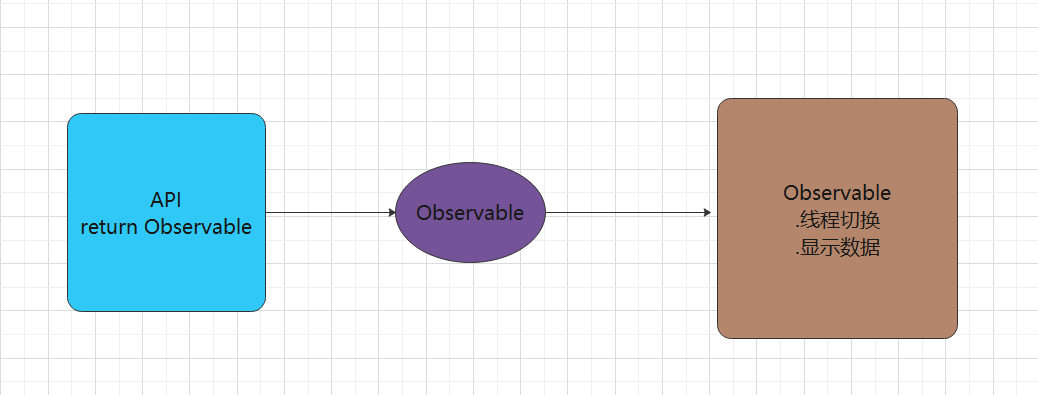 API
return Observable
Observable
Observable
.线程切换
.显示数据